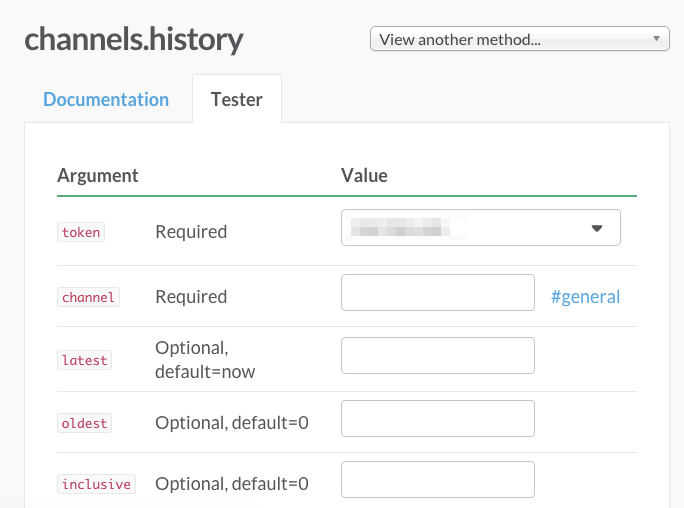 channels.history
View another method...
Documentation
Tester
Argument
Value
token
Required
channel
Required
#general
latest
Optional,
default=now
oldest
Optional, default=0
inclusive
Optional, default=0